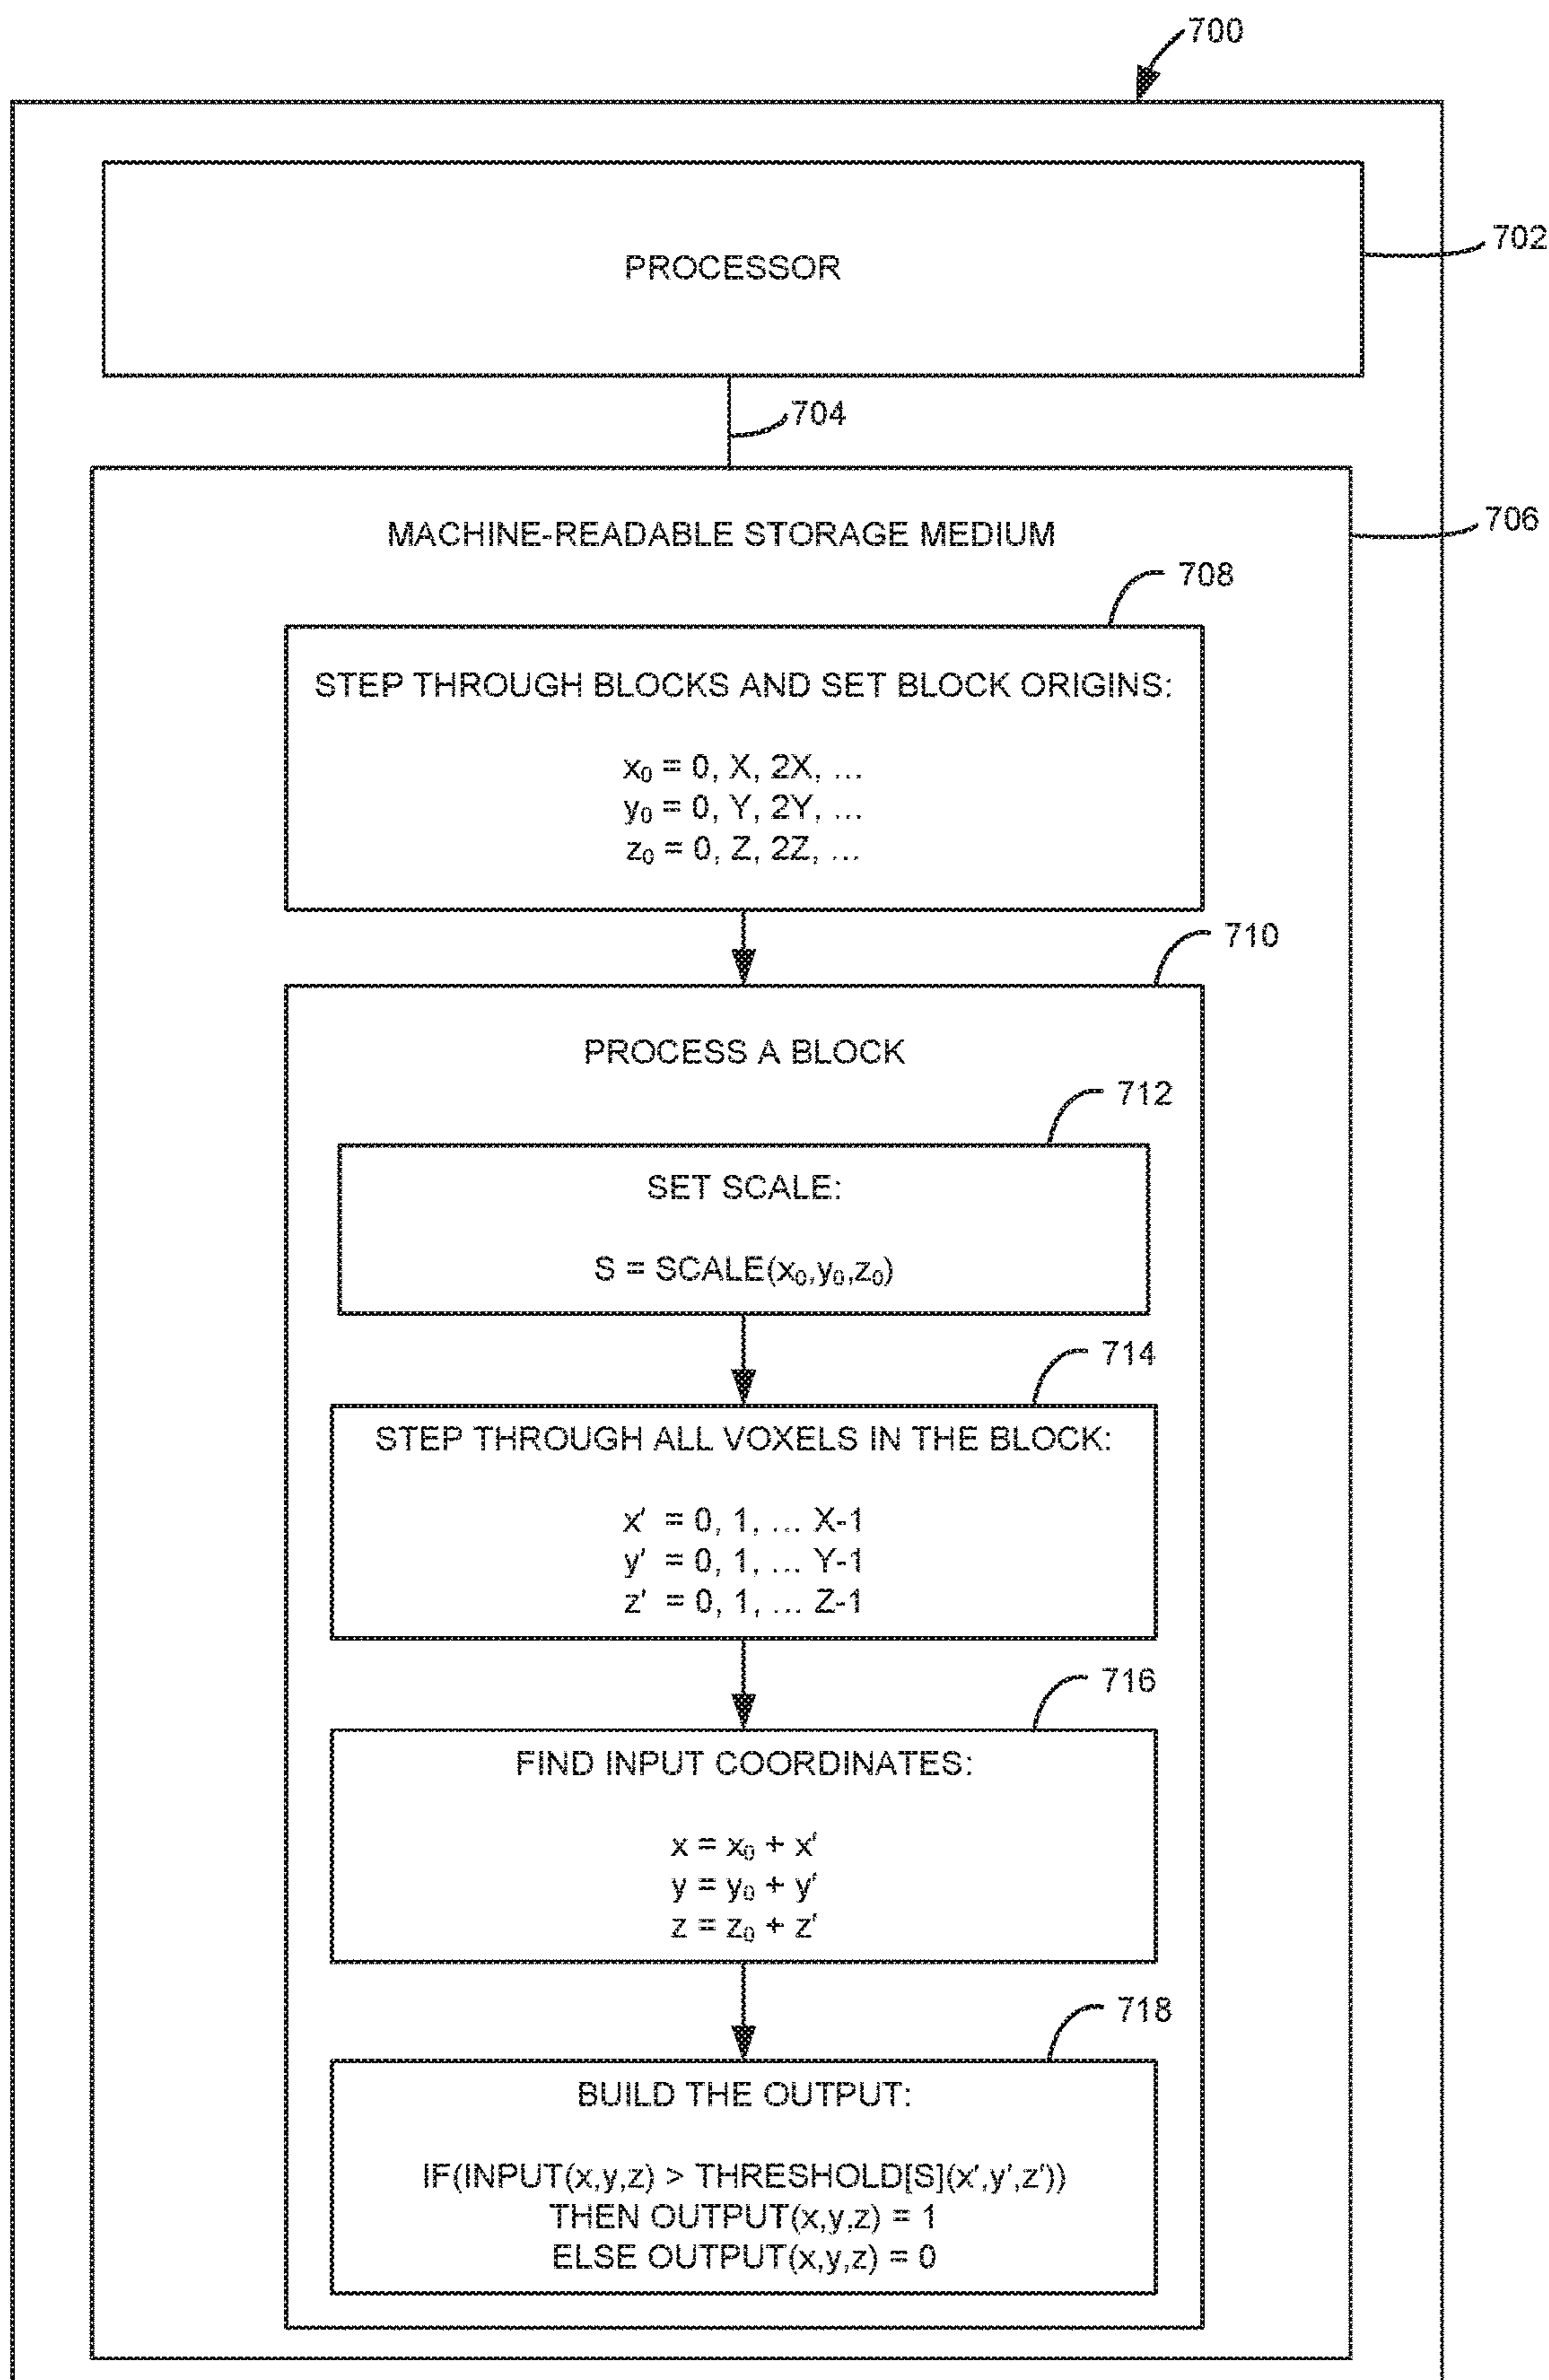 700
PROCESSOR
702
704
MACHINE-READABLE STORAGE MEDIUM
706
708
STEP THROUGH BLOCKS AND SET BLOCK ORIGINS:
x₀ = 0, X, 2X, ...
y₀ = 0, Y, 2Y, ...
z₀ = 0, Z, 2Z, ...
710
PROCESS A BLOCK
712
SET SCALE:
S = SCALE(x₀,y₀,z₀)
714
STEP THROUGH ALL VOXELS IN THE BLOCK:
x' = 0, 1, ... X-1
y' = 0, 1, ... Y-1
z' = 0, 1, ... Z-1
716
FIND INPUT COORDINATES:
x = x₀ + x'
y = y₀ + y'
z = z₀ + z'
718
BUILD THE OUTPUT:
IF(INPUT(x,y,z) > THRESHOLD[S](x',y',z'))
THEN OUTPUT(x,y,z) = 1
ELSE OUTPUT(x,y,z) = 0